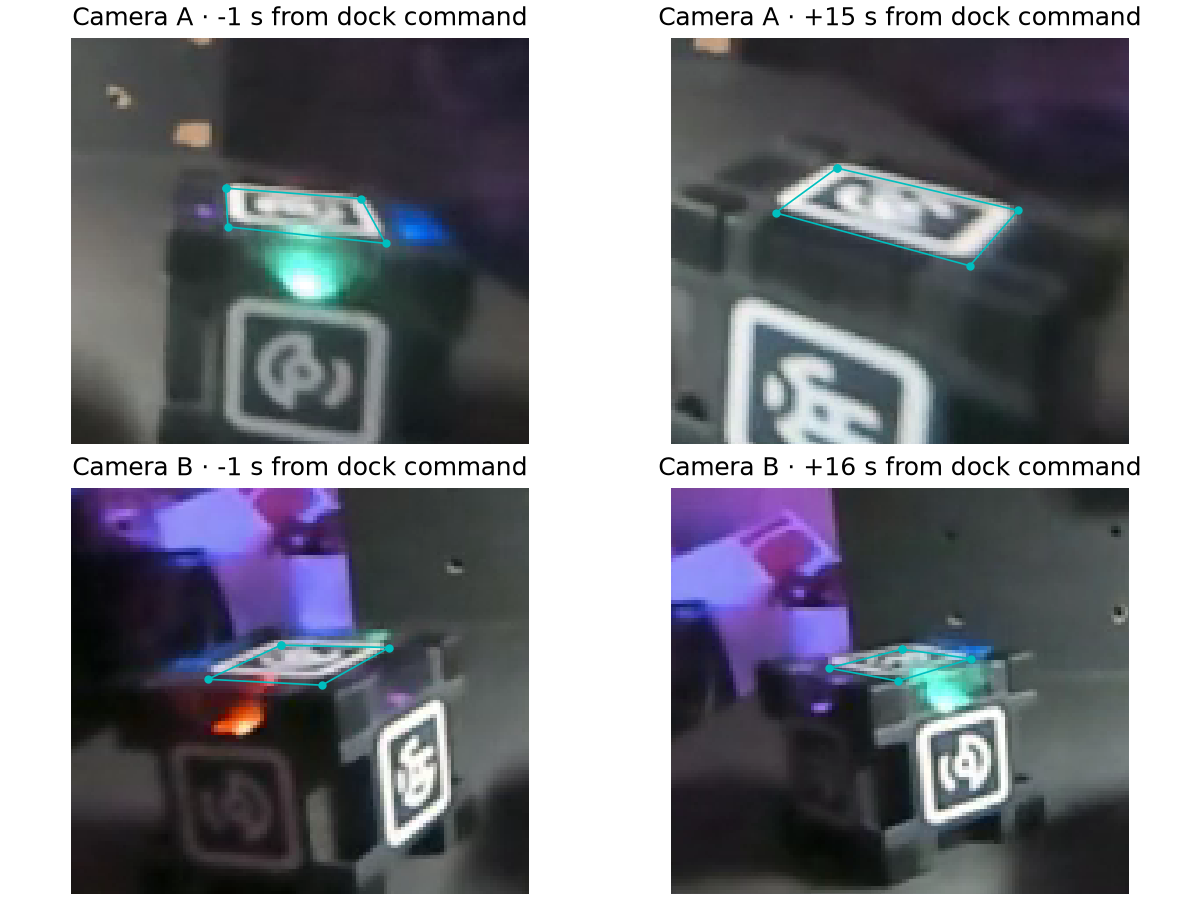 Camera A · -1 s from dock command
Camera A · +15 s from dock command
Camera B · -1 s from dock command
Camera B · +16 s from dock command